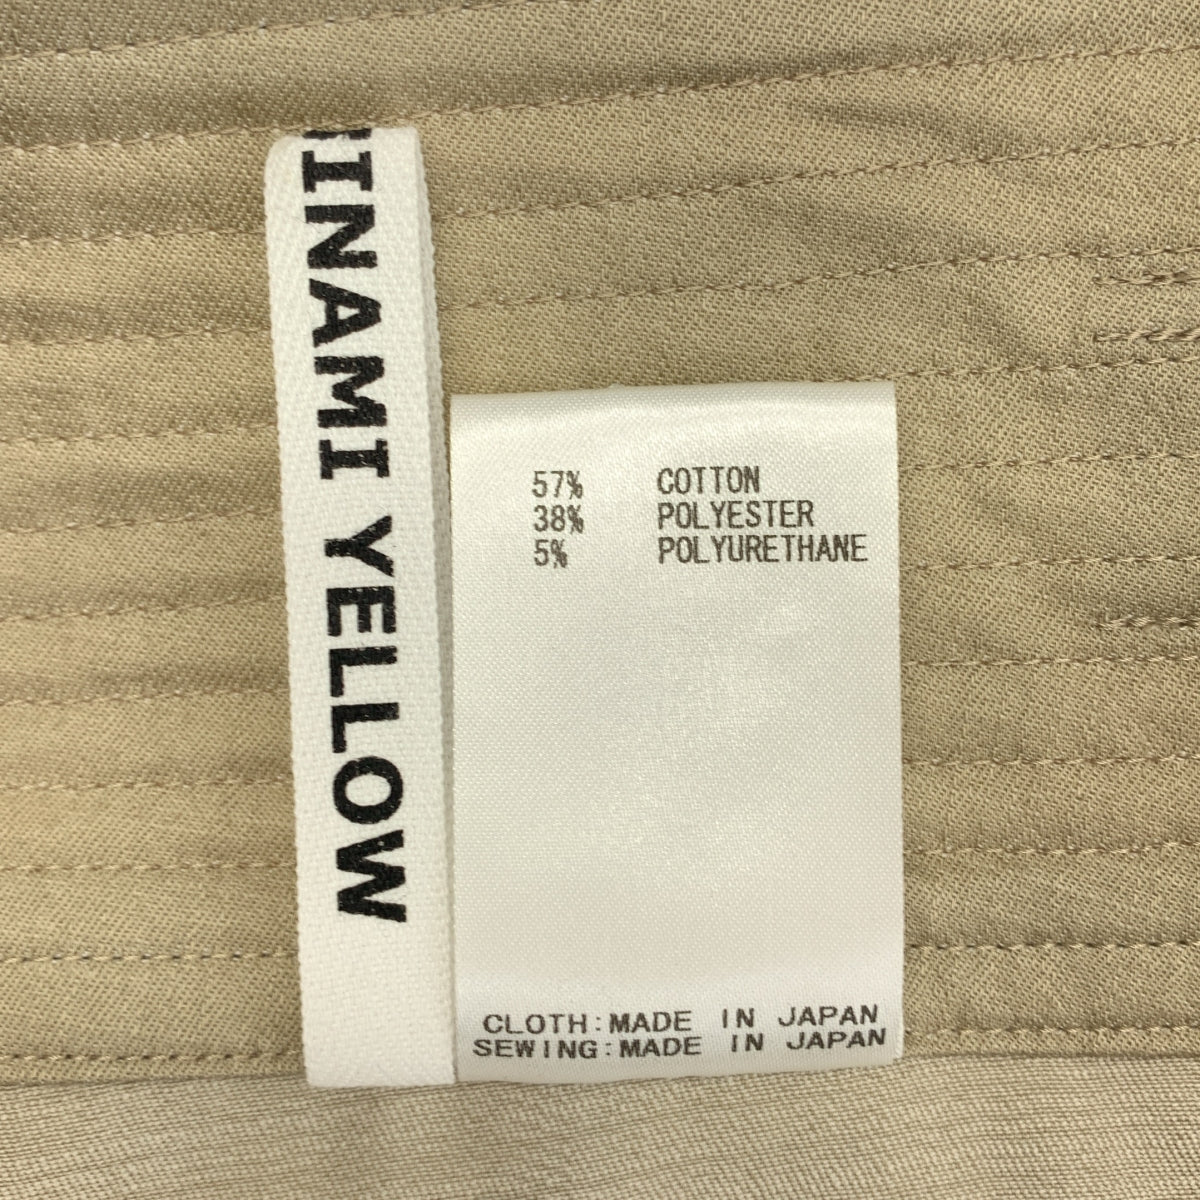 INAMI YELLOW
57% COTTON
38% POLYESTER
5% POLYURETHANE
CLOTH:MADE IN JAPAN
SEWING:MADE IN JAPAN